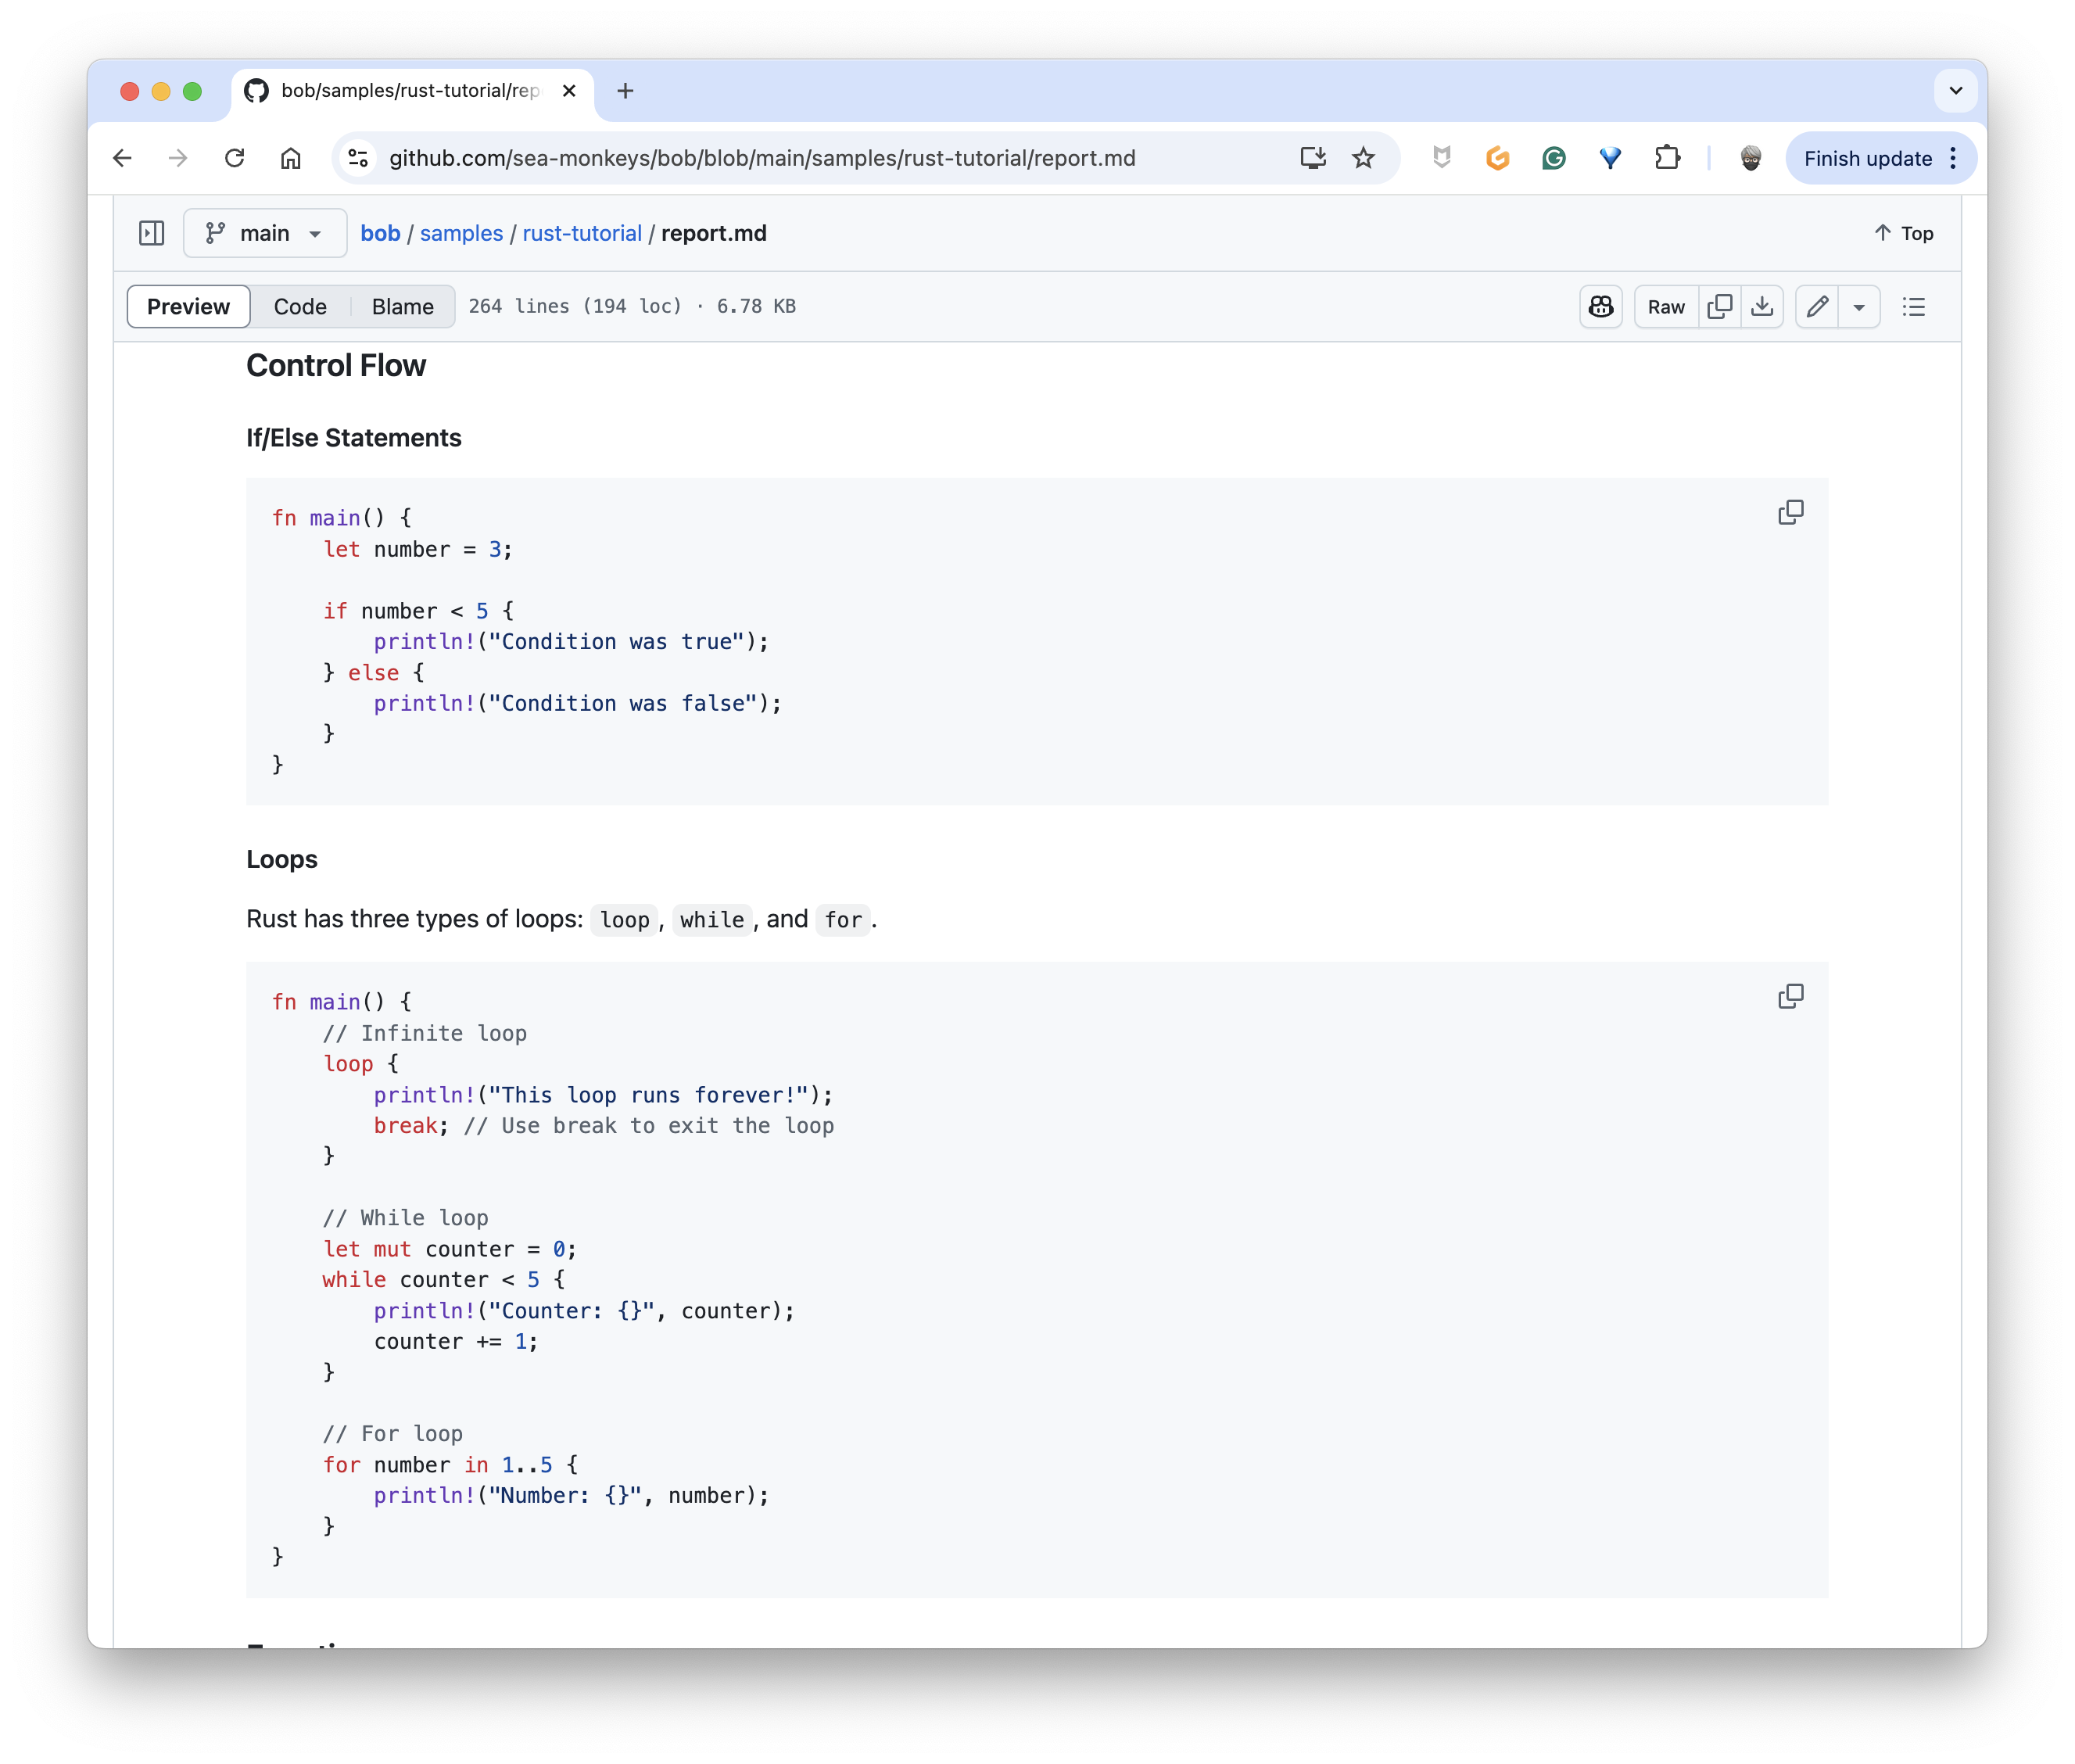 bob/samples/rust-tutorial/rep
github.com/sea-monkeys/bob/blob/main/samples/rust-tutorial/report.md
Finish update
main
bob / samples / rust-tutorial / report.md
Top
Preview
Code
Blame
264 lines (194 loc) · 6.78 KB
Raw
Control Flow
If/Else Statements
fn main() {
    let number = 3;
    if number < 5 {
        println!("Condition was true");
    } else {
        println!("Condition was false");
    }
}
Loops
Rust has three types of loops: loop, while, and for.
fn main() {
    // Infinite loop
    loop {
        println!("This loop runs forever!");
        break; // Use break to exit the loop
    }
    // While loop
    let mut counter = 0;
    while counter < 5 {
        println!("Counter: {}", counter);
        counter += 1;
    }
    // For loop
    for number in 1..5 {
        println!("Number: {}", number);
    }
}